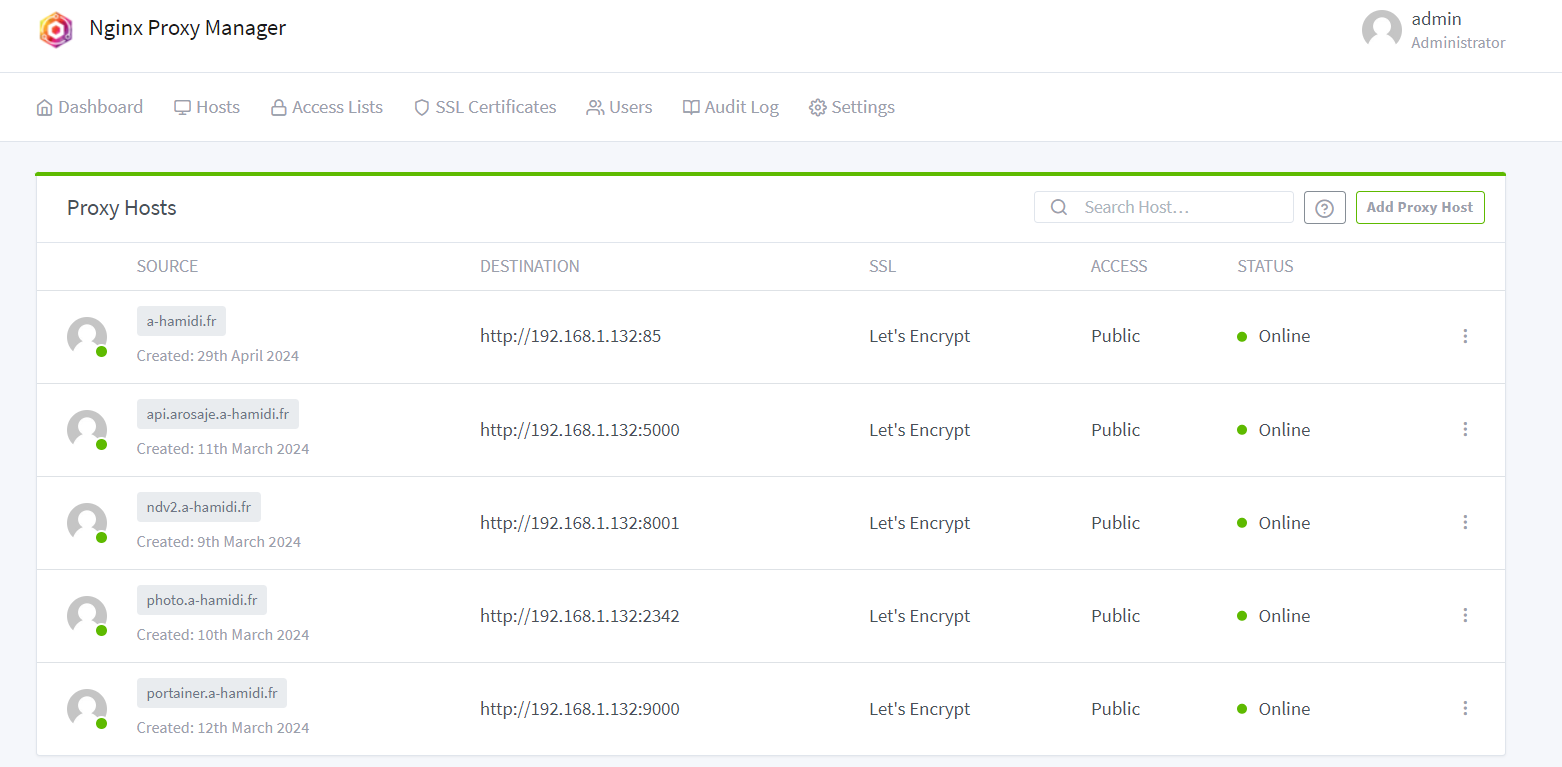 Nginx Proxy Manager
admin
Administrator
Dashboard Hosts Access Lists SSL Certificates Users Audit Log Settings
Proxy Hosts Search Host… Add Proxy Host
SOURCE DESTINATION SSL ACCESS STATUS
a-hamidi.fr
http://192.168.1.132:85 Let's Encrypt Public Online
Created: 29th April 2024
api.arosaje.a-hamidi.fr
http://192.168.1.132:5000 Let's Encrypt Public Online
Created: 11th March 2024
ndv2.a-hamidi.fr
http://192.168.1.132:8001 Let's Encrypt Public Online
Created: 9th March 2024
photo.a-hamidi.fr
http://192.168.1.132:2342 Let's Encrypt Public Online
Created: 10th March 2024
portainer.a-hamidi.fr
http://192.168.1.132:9000 Let's Encrypt Public Online
Created: 12th March 2024